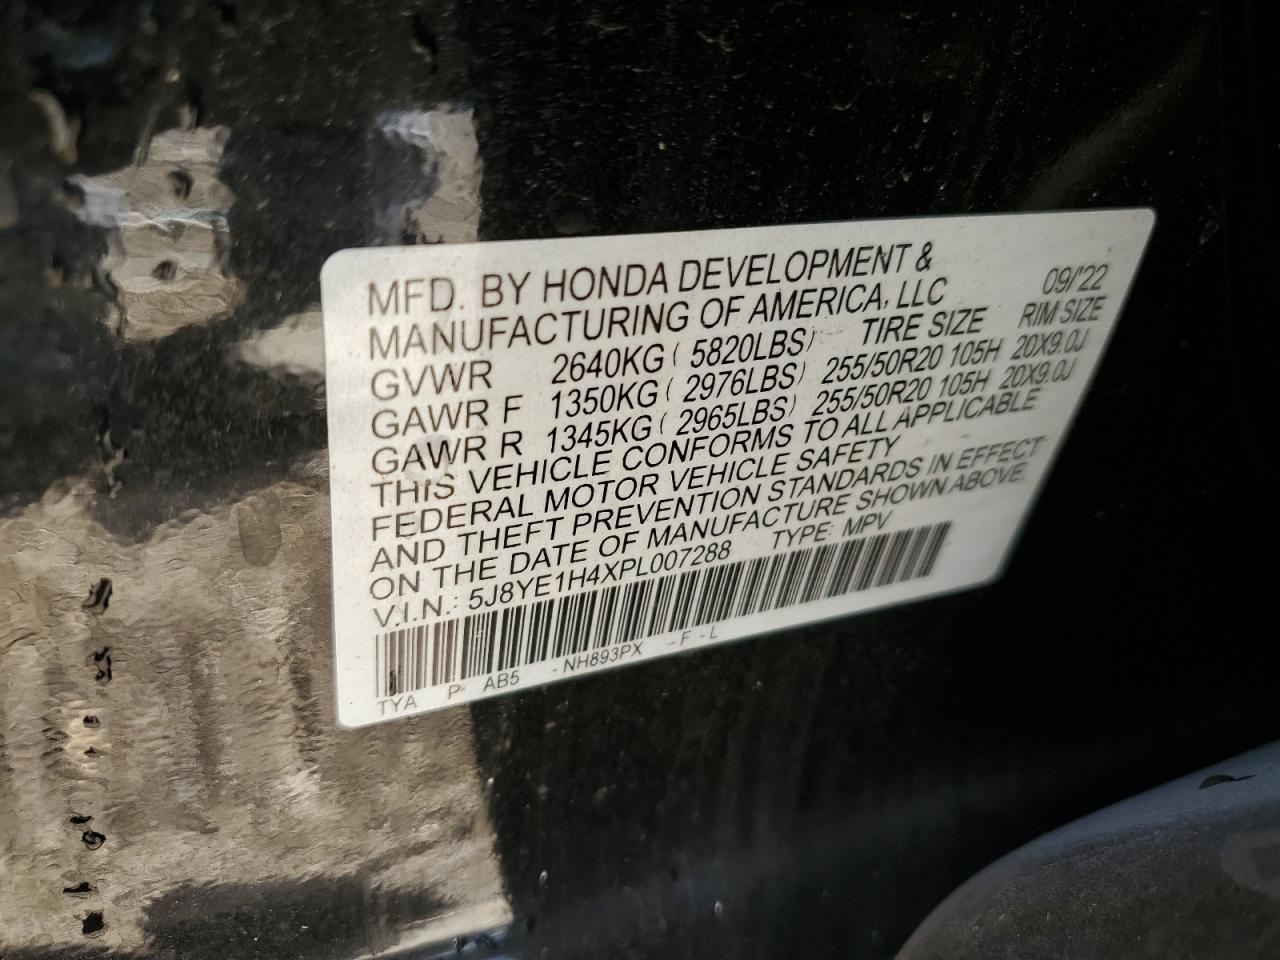 MFD. BY HONDA DEVELOPMENT &
MANUFACTURING OF AMERICA, LLC 09/'22
GVWR 2640KG ( 5820LBS) TIRE SIZE RIM SIZE
GAWR F 1350KG ( 2976LBS) 255/50R20 105H 20X9.0J
GAWR R 1345KG ( 2965LBS) 255/50R20 105H 20X9.0J
THIS VEHICLE CONFORMS TO ALL APPLICABLE
FEDERAL MOTOR VEHICLE SAFETY
AND THEFT PREVENTION STANDARDS IN EFFECT
ON THE DATE OF MANUFACTURE SHOWN ABOVE.
V.I.N.: 5J8YE1H4XPL007288 TYPE: MPV
TYA P- AB5 -NH893PX -F-L